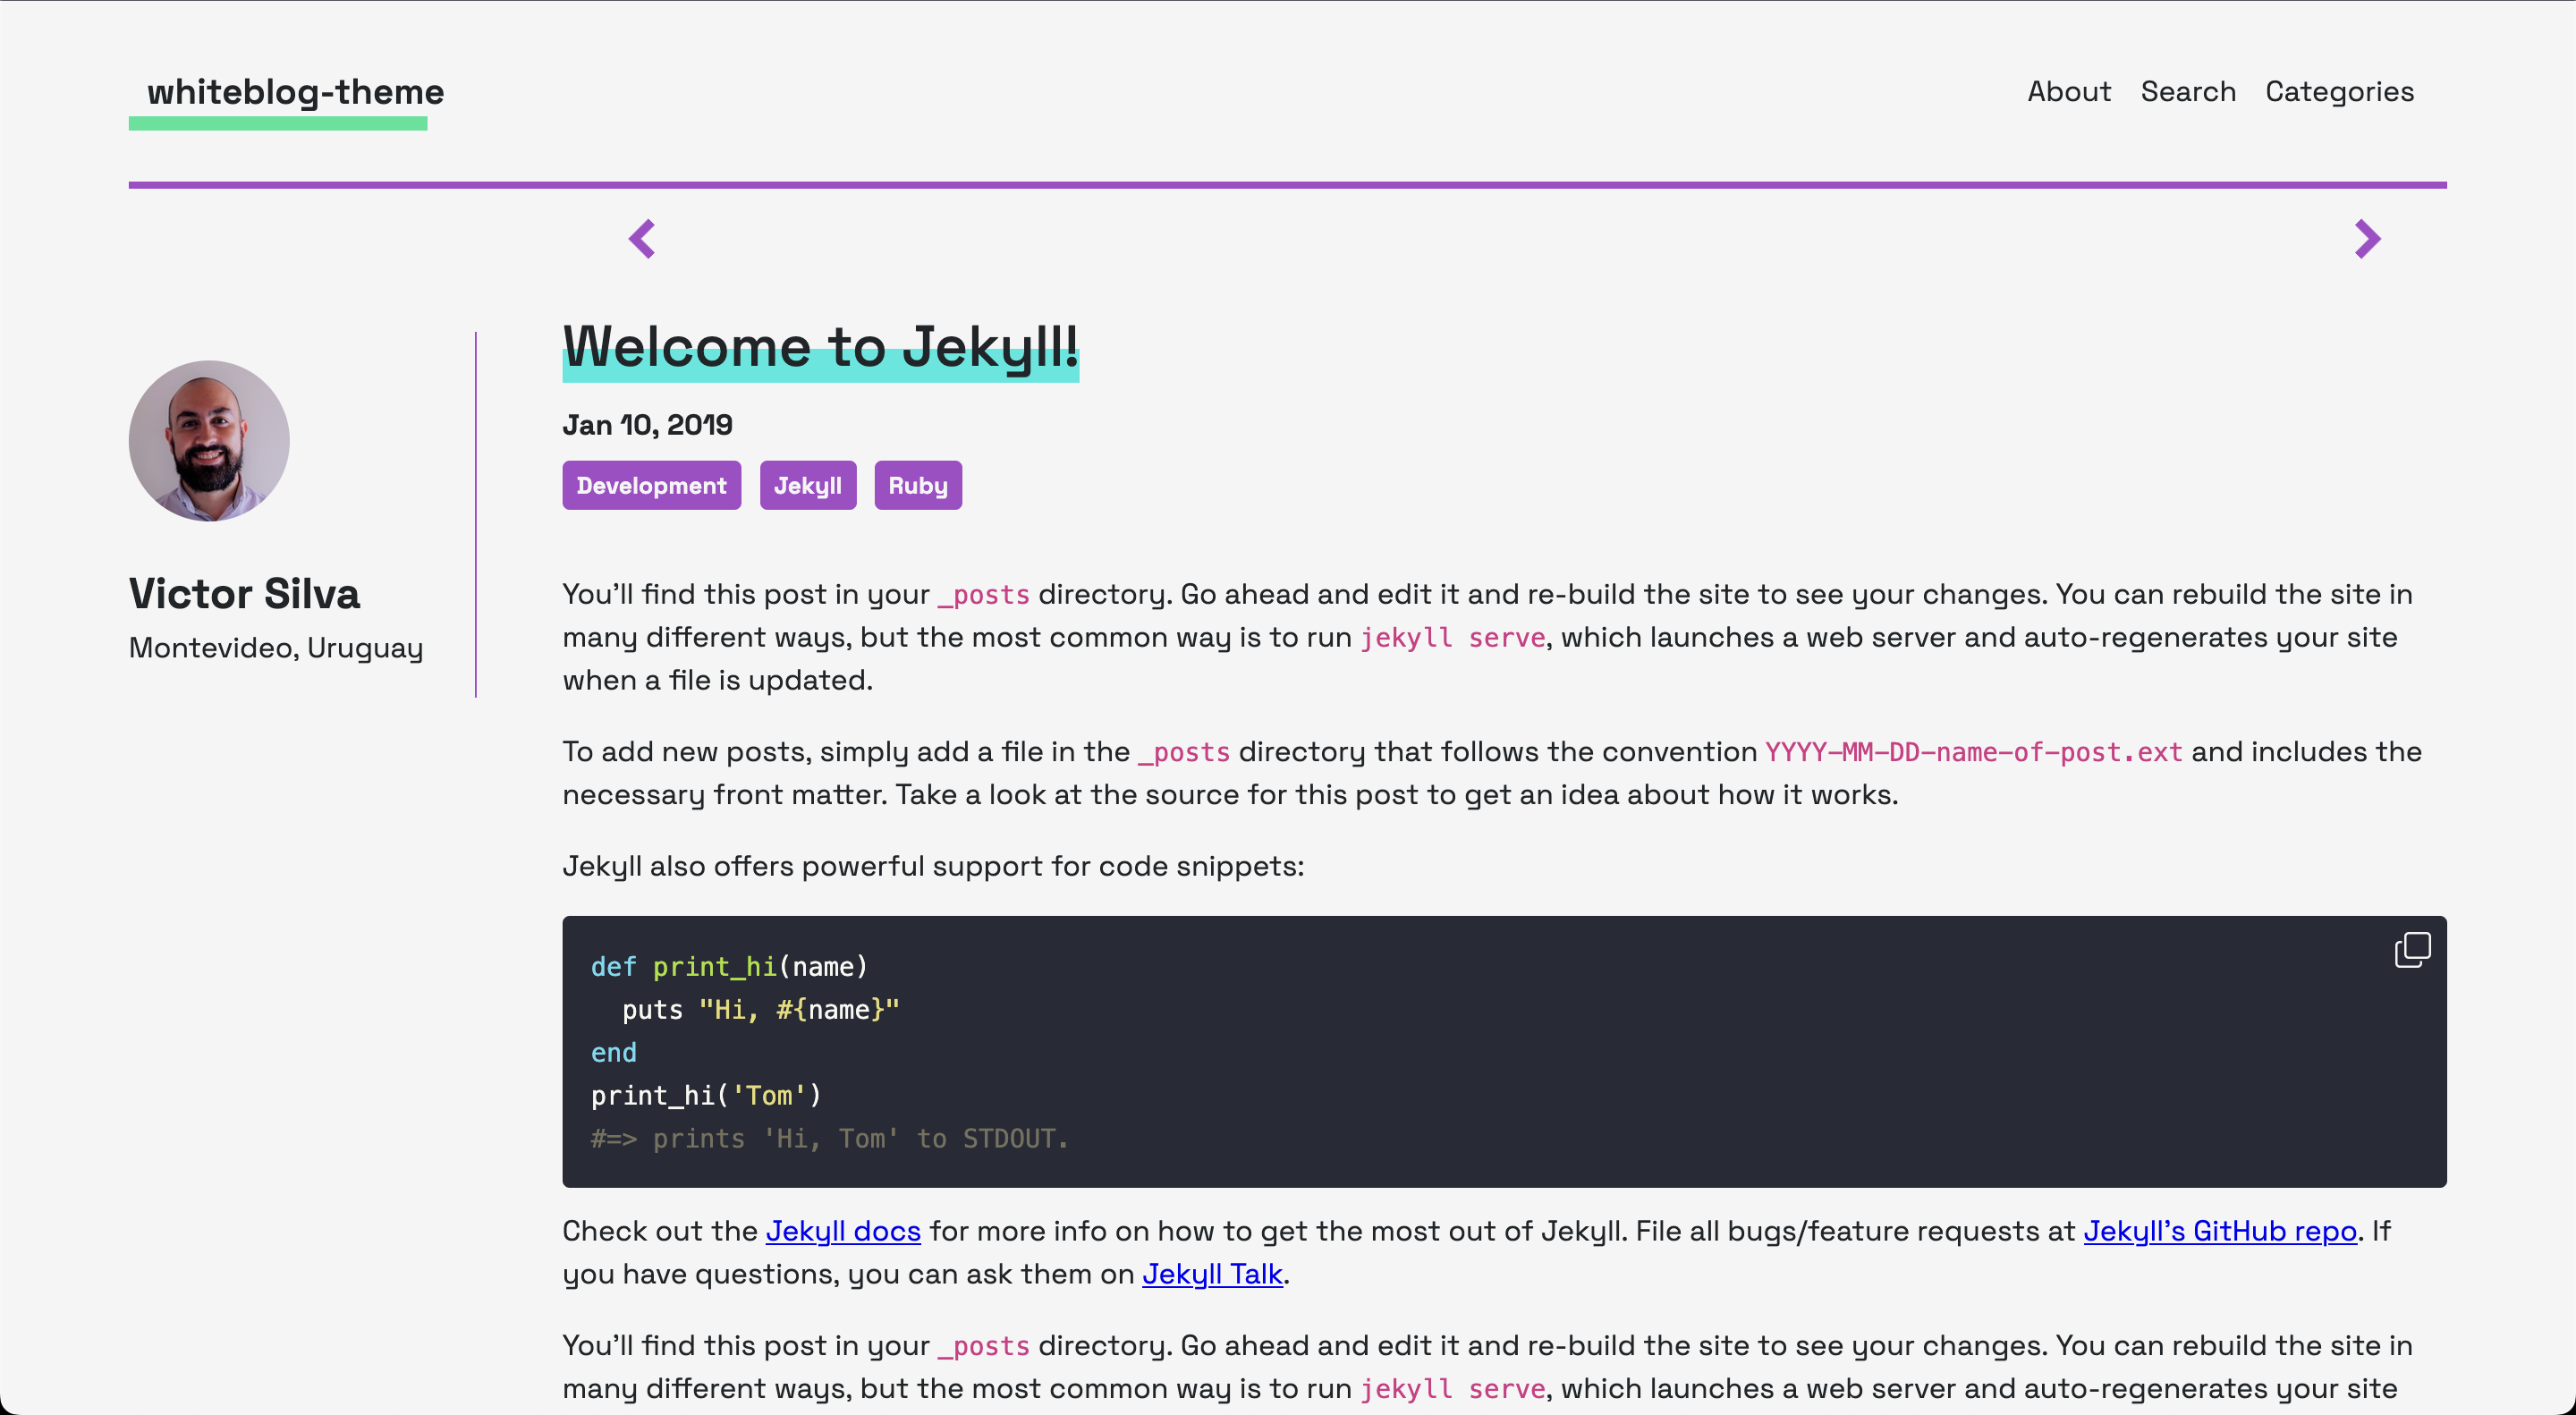 whiteblog-theme
About Search Categories
Welcome to Jekyll!
Jan 10, 2019
Development Jekyll Ruby
Victor Silva
Montevideo, Uruguay
You’ll find this post in your _posts directory. Go ahead and edit it and re-build the site to see your changes. You can rebuild the site in
many different ways, but the most common way is to run jekyll serve, which launches a web server and auto-regenerates your site
when a file is updated.
To add new posts, simply add a file in the _posts directory that follows the convention YYYY-MM-DD-name-of-post.ext and includes the
necessary front matter. Take a look at the source for this post to get an idea about how it works.
Jekyll also offers powerful support for code snippets:
def print_hi(name)
  puts "Hi, #{name}"
end
print_hi('Tom')
#=> prints 'Hi, Tom' to STDOUT.
Check out the Jekyll docs for more info on how to get the most out of Jekyll. File all bugs/feature requests at Jekyll’s GitHub repo. If
you have questions, you can ask them on Jekyll Talk.
You’ll find this post in your _posts directory. Go ahead and edit it and re-build the site to see your changes. You can rebuild the site in
many different ways, but the most common way is to run jekyll serve, which launches a web server and auto-regenerates your site